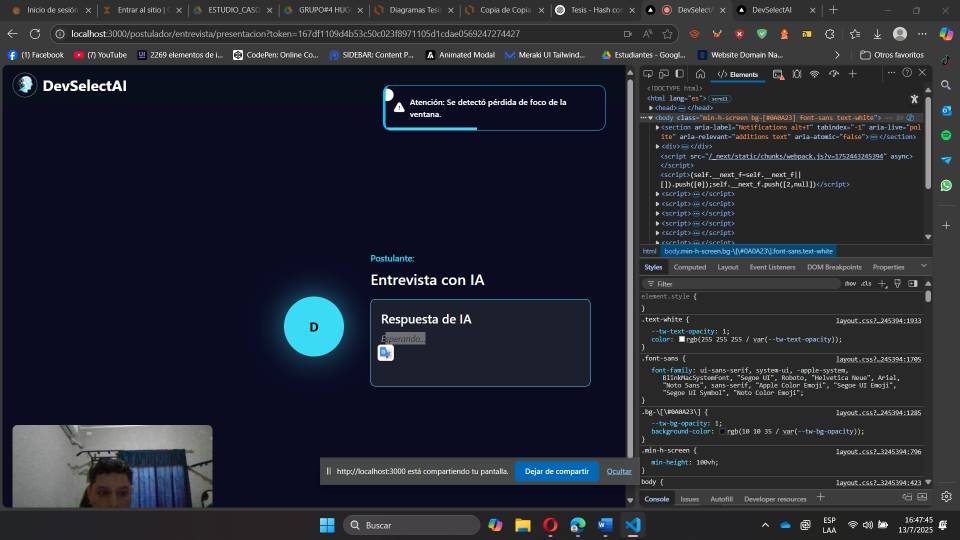 Inicio de sesión
Entrar al sitio | C
ESTUDIO_CASO
GRUPO#4 HU
Diagramas Tes
Copia de Copia
Tesis - Hash co
DevSelectA
DevSelectAI
localhost:3000/postulador/entrevista/presentacion?token=167df1109d4b53c50c023f8971105d1cdae0569247274427
(1) Facebook
(7) YouTube
2269 elementos de i...
CodePen: Online Co...
SIDEBAR: Content P...
Animated Modal
Meraki UI Tailwind...
Estudiantes - Googl...
Website Domain Na...
Otros favoritos
DevSelectAI
Atención: Se detectó pérdida de foco de la
ventana.
Postulante:
Entrevista con IA
D
Respuesta de IA
Esperando...
http://localhost:3000 está compartiendo tu pantalla.
Dejar de compartir
Ocultar
Elements
<!DOCTYPE html>
<html lang="es"> scroll
<head> </head>
<body class="min-h-screen bg-[#0A0A23] font-sans text-white">
<section aria-label="Notifications alt+T" tabindex="-1" aria-live="pol
ite" aria-relevant="additions text" aria-atomic="false"> </section>
<div> </div>
<script src="/_next/static/chunks/webpack.js?v=1752443245394" async>
</script>
<script>(self.__next_f=self.__next_f||
[]).push([0]);self.__next_f.push([2,null])</script>
<script> </script>
<script> </script>
<script> </script>
<script> </script>
<script> </script>
<script> </script>
html body.min-h-screen.bg-\[\#0A0A23\].font-sans.text-white
Styles Computed Layout Event Listeners DOM Breakpoints Properties
Filter :hov .cls
element.style {
}
.text-white { layout.css?…245394:1933
--tw-text-opacity: 1;
color: rgb(255 255 255 / var(--tw-text-opacity));
}
.font-sans { layout.css?…245394:1705
font-family: ui-sans-serif, system-ui, -apple-system,
BlinkMacSystemFont, "Segoe UI", Roboto, "Helvetica Neue", Arial,
"Noto Sans", sans-serif, "Apple Color Emoji", "Segoe UI Emoji",
"Segoe UI Symbol", "Noto Color Emoji";
}
.bg-\[\#0A0A23\] { layout.css?…245394:1285
--tw-bg-opacity: 1;
background-color: rgb(10 10 35 / var(--tw-bg-opacity));
}
.min-h-screen { layout.css?…3245394:796
min-height: 100vh;
}
body { layout.css?…3245394:423
Console Issues Autofill Developer resources
Buscar
ESP
LAA
16:47:45
13/7/2025